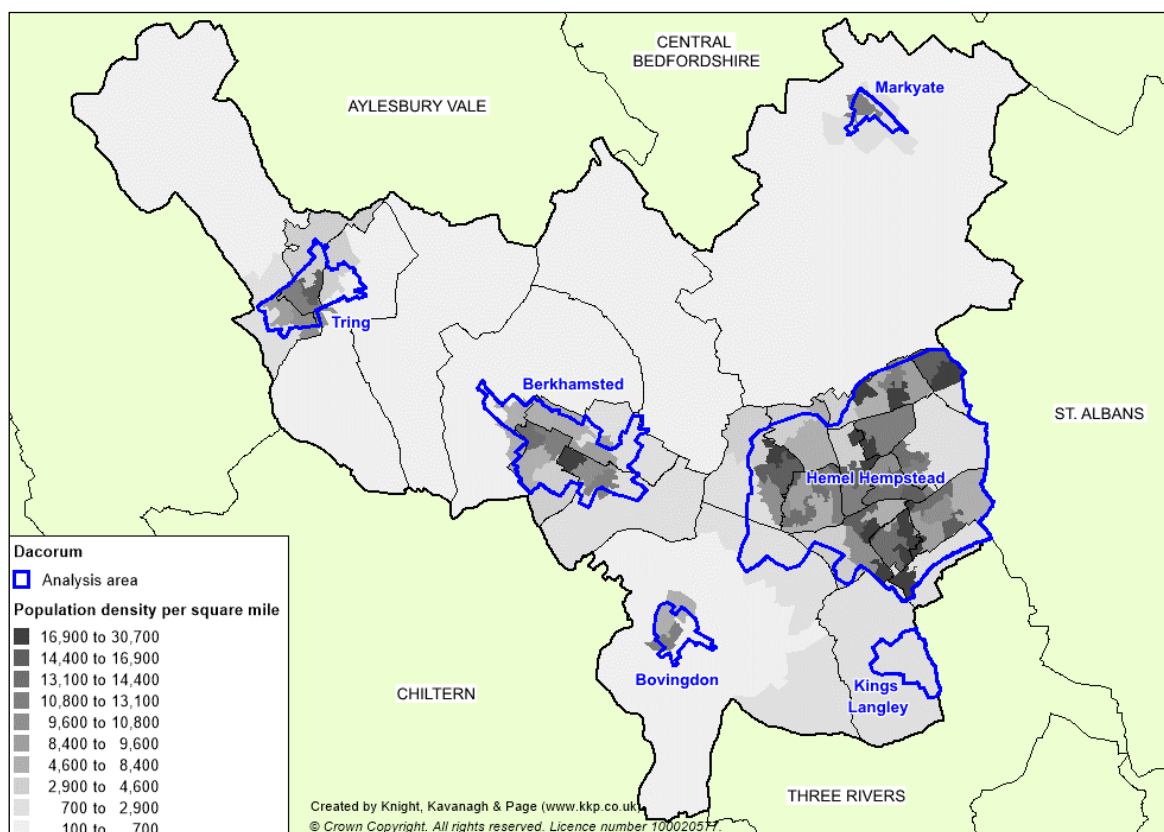 CENTRAL
BEDFORDSHIRE
Markyate
AYLESBURY VALE
Tring
Berkhamsted
ST. ALBANS
Hemel Hempstead
Dacorum
Analysis area
Population density per square mile
16,900 to 30,700
14,400 to 16,900
13,100 to 14,400
10,800 to 13,100
9,600 to 10,800
8,400 to 9,600
4,600 to 8,400
2,900 to 4,600
700 to 2,900
100 to 700
Bovingdon
Kings
Langley
CHILTERN
THREE RIVERS
Created by Knight, Kavanagh & Page (www.kkp.co.uk)
© Crown Copyright. All rights reserved. Licence number 100020577.